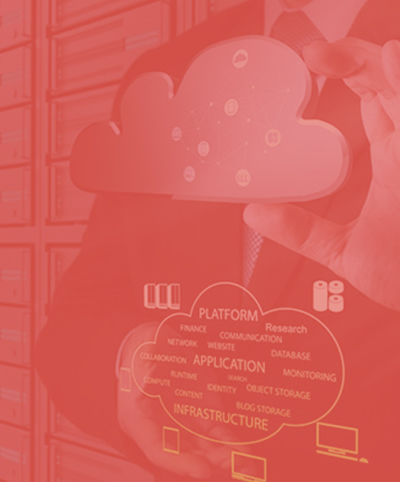 PLATFORM
FINANCE Research
COMMUNICATION
NETWORK WEBSITE
DATABASE
COLLABORATION APPLICATION
MONITORING
RUNTIME SEARCH
COMPUTE IDENTITY OBJECT STORAGE
CONTENT
BLOG STORAGE
INFRASTRUCTURE